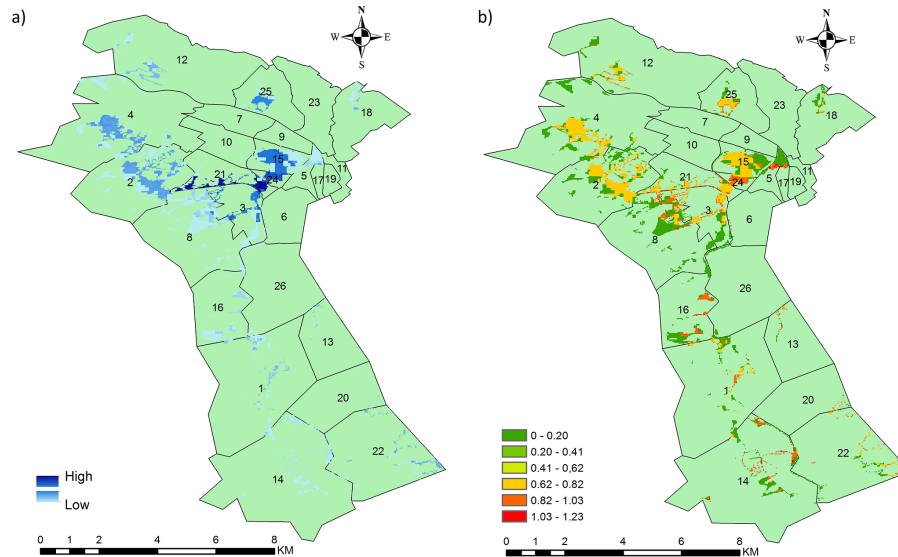 a)
N
W E
S
12
25
23
18
4
7
10
9
15
11
5
17
19
21
24
2
3
6
8
26
16
13
1
20
22
14
High
Low
0 1 2 4 6 8
KM
b)
N
W E
S
12
25
23
18
4
7
10
9
15
11
5
17
19
21
24
2
3
6
8
26
16
13
1
20
22
14
0 - 0.20
0.20 - 0.41
0.41 - 0,62
0.62 - 0.82
0.82 - 1.03
1.03 - 1.23
0 1 2 4 6 8
KM